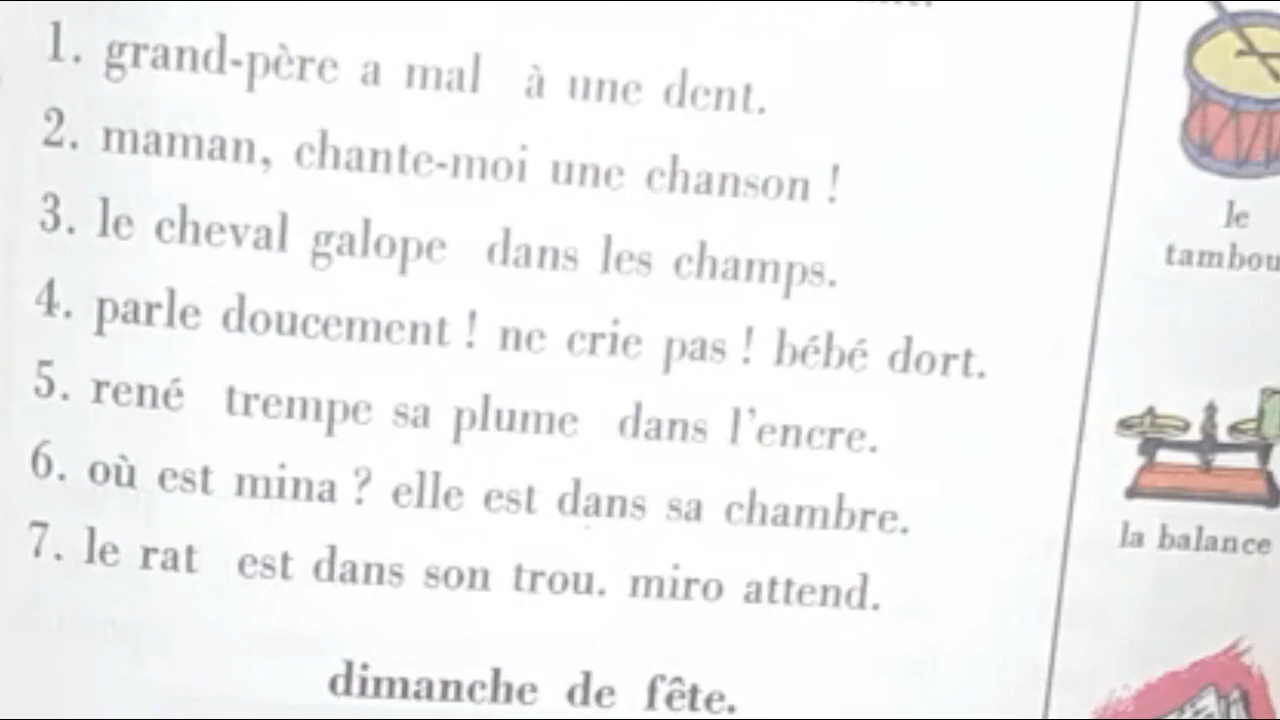 1. grand-père a mal à une dent.
2. maman, chante-moi une chanson !
3. le cheval galope dans les champs.
4. parle doucement ! ne crie pas ! bébé dort.
5. rené trempe sa plume dans l'encre.
6. où est mina ? elle est dans sa chambre.
7. le rat est dans son trou. miro attend.
dimanche de fête.
le
tambou
la balance